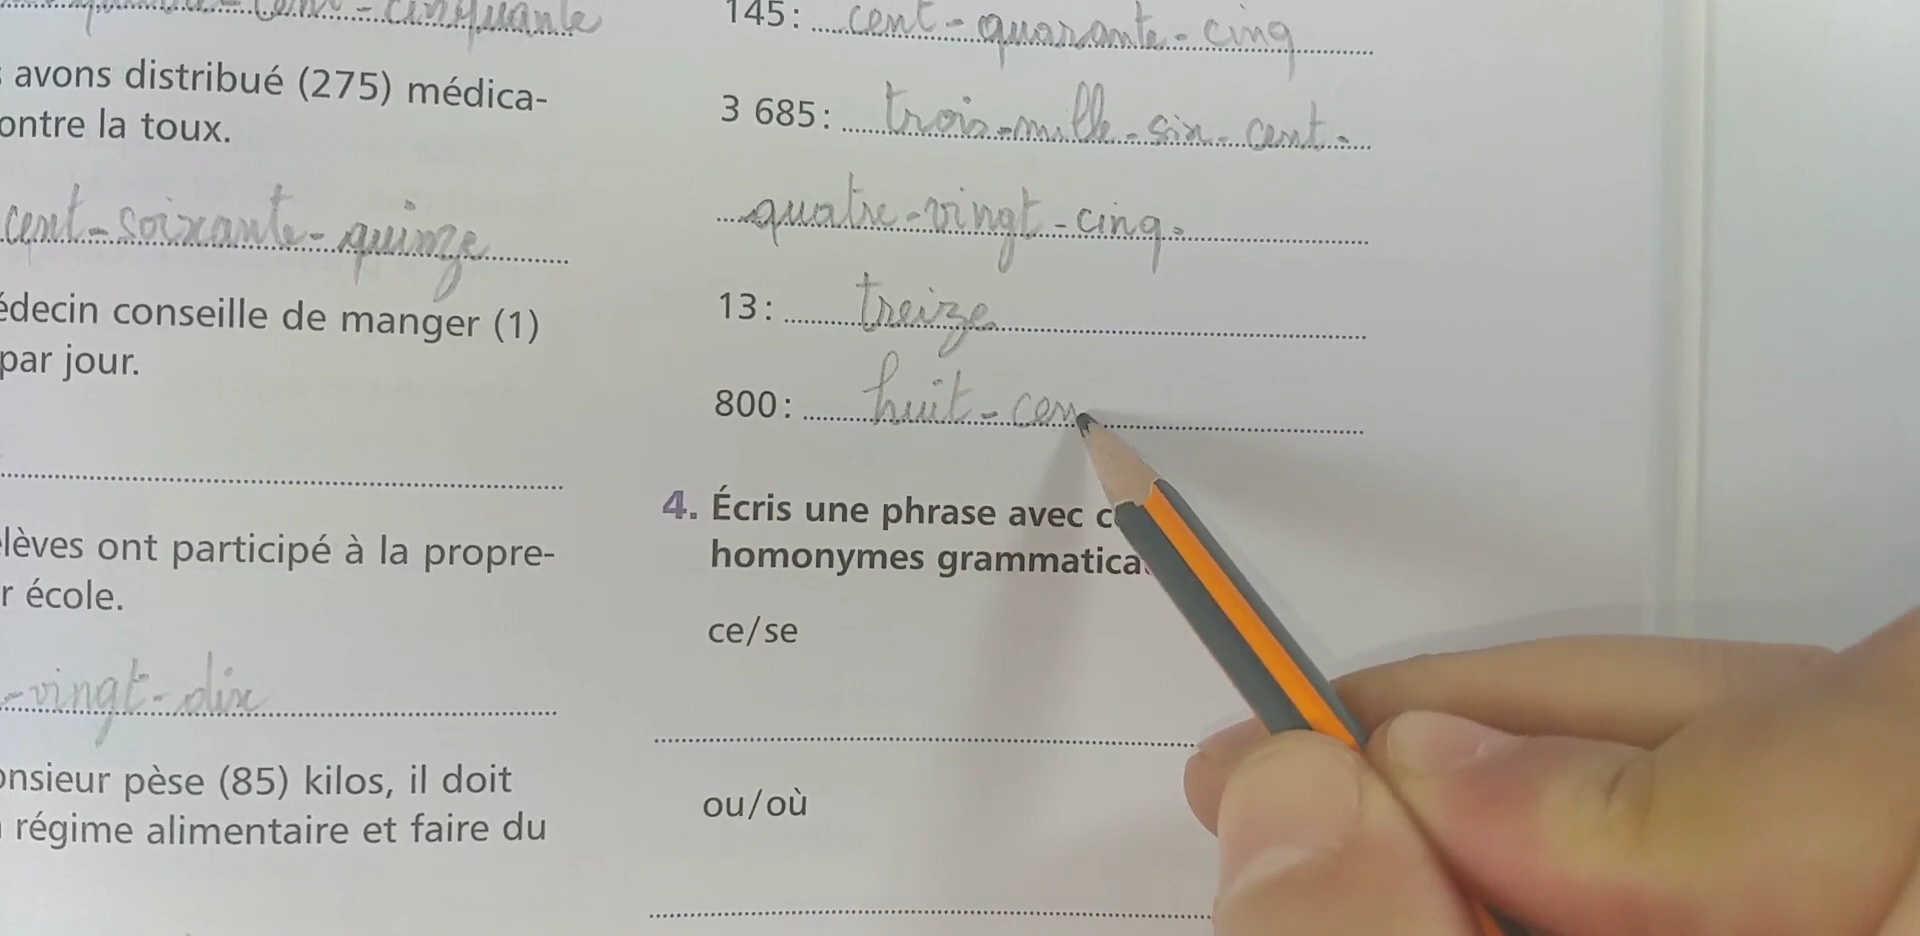 cent-cinquante
avons distribué (275) médica-
ontre la toux.
cent-soixante-quinze
édecin conseille de manger (1)
par jour.
lèves ont participé à la propre-
r école.
-vingt-dix
onsieur pèse (85) kilos, il doit
régime alimentaire et faire du
145: cent-quarante-cinq
3 685: trois-mille-six-cent-
quatre-vingt-cinq.
13: treize
800: huit-cen
4. Écris une phrase avec c
homonymes grammatica
ce/se
ou/où